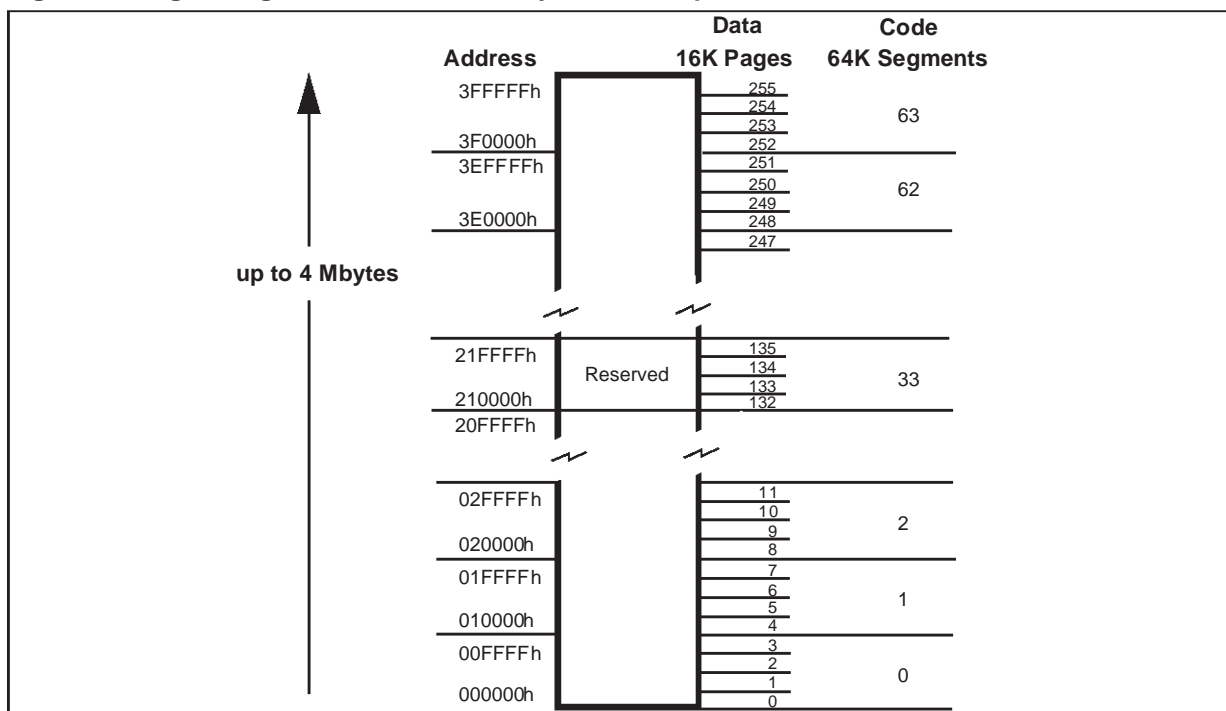 Data Code
Address 16K Pages 64K Segments
3FFFFFh 255
254
253
63
3F0000h 252
3EFFFFh 251
250
62
249
3E0000h 248
247
up to 4 Mbytes
21FFFFh 135
Reserved 134
33
133
210000h 132
20FFFFh
02FFFFh 11
10
2
9
020000h 8
01FFFFh 7
6
1
5
010000h 4
00FFFFh 3
2
0
1
000000h 0